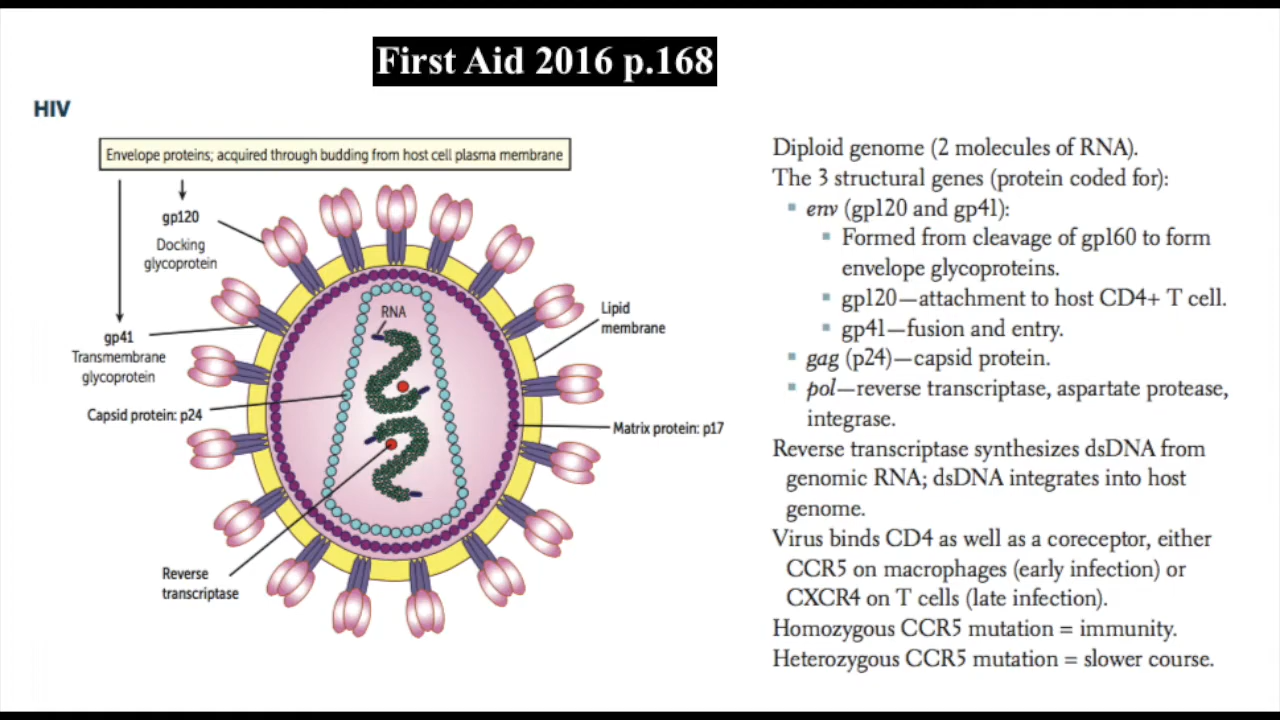 First Aid 2016 p.168
HIV
Envelope proteins; acquired through budding from host cell plasma membrane
gp120
Docking
glycoprotein
gp41
Transmembrane
glycoprotein
Capsid protein: p24
Reverse
transcriptase
RNA
Lipid
membrane
Matrix protein: p17
Diploid genome (2 molecules of RNA).
The 3 structural genes (protein coded for):
▪ env (gp120 and gp41):
▪ Formed from cleavage of gp160 to form
envelope glycoproteins.
▪ gp120—attachment to host CD4+ T cell.
▪ gp41—fusion and entry.
▪ gag (p24)—capsid protein.
▪ pol—reverse transcriptase, aspartate protease,
integrase.
Reverse transcriptase synthesizes dsDNA from
genomic RNA; dsDNA integrates into host
genome.
Virus binds CD4 as well as a coreceptor, either
CCR5 on macrophages (early infection) or
CXCR4 on T cells (late infection).
Homozygous CCR5 mutation = immunity.
Heterozygous CCR5 mutation = slower course.